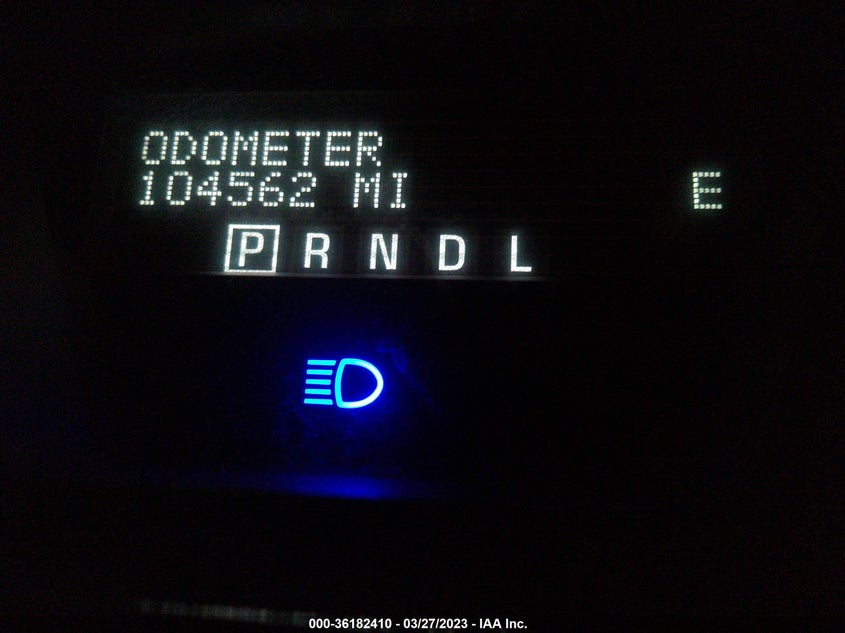 ODOMETER
104562 MI E
P R N D L
000-36182410 - 03/27/2023 - IAA Inc.